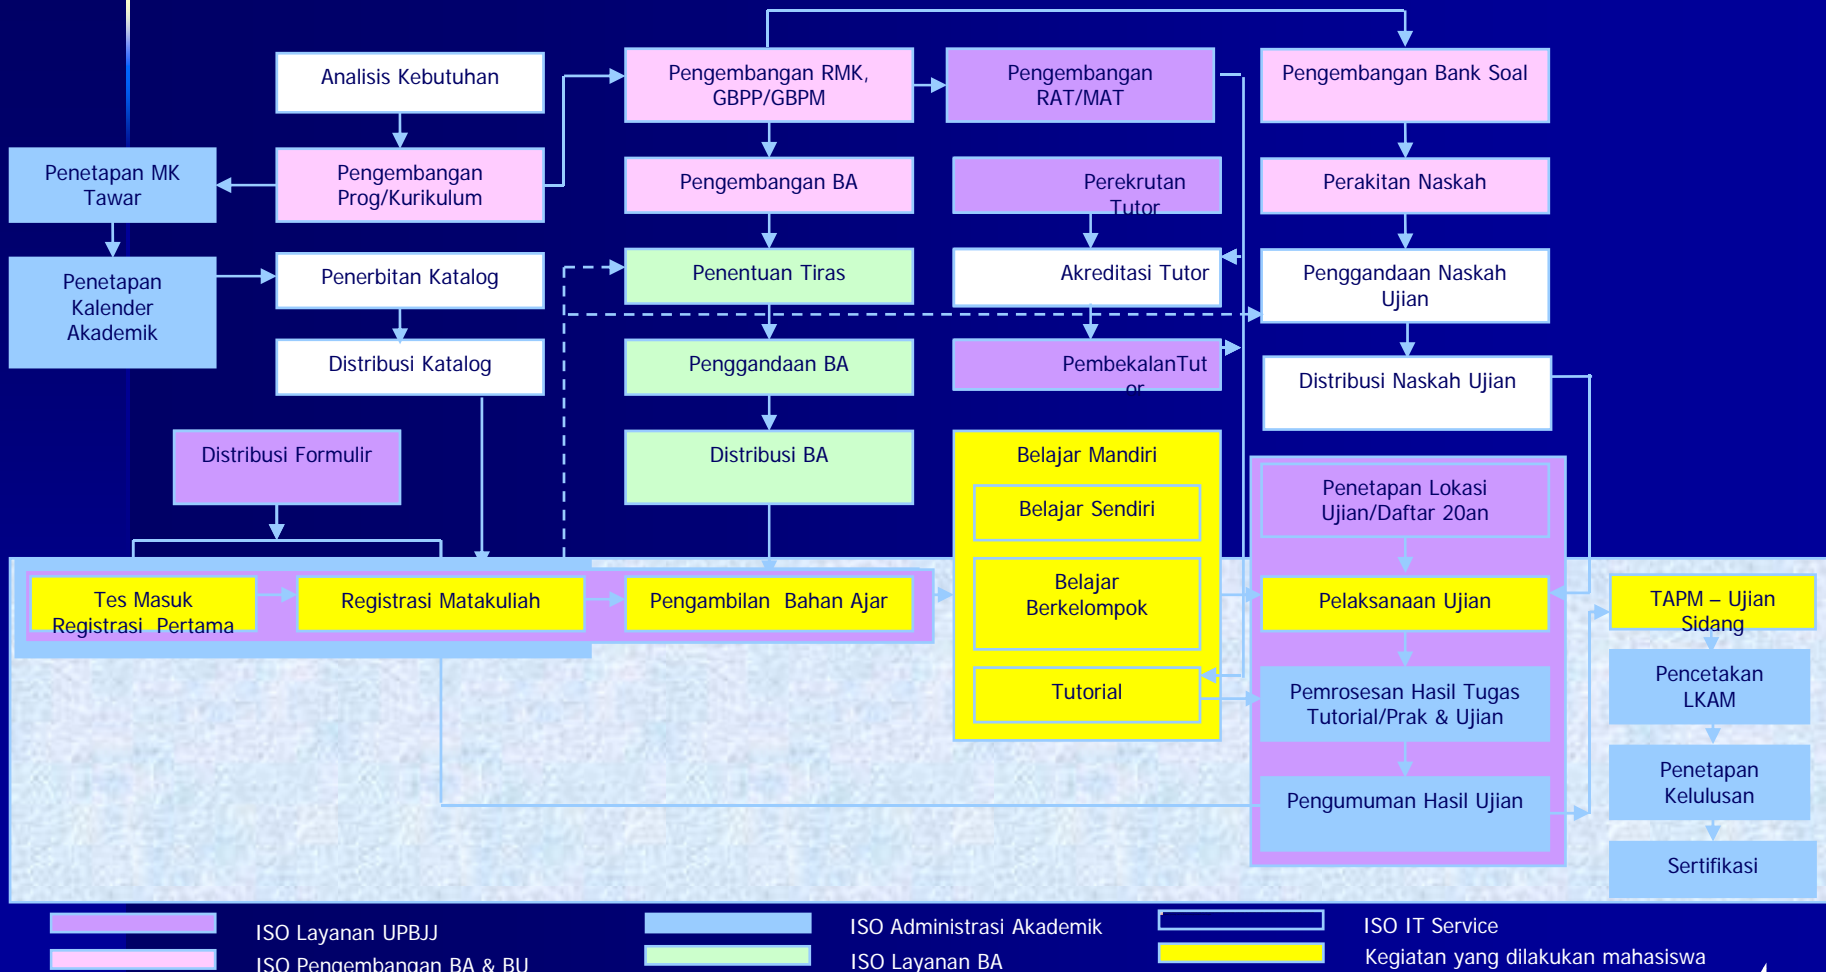 Analisis Kebutuhan
Pengembangan RMK,
GBPP/GBPM
Pengembangan
RAT/MAT
Pengembangan Bank Soal
Penetapan MK
Tawar
Pengembangan
Prog/Kurikulum
Pengembangan BA
Perekrutan
Tutor
Perakitan Naskah
Penetapan
Kalender
Akademik
Penerbitan Katalog
Penentuan Tiras
Akreditasi Tutor
Penggandaan Naskah
Ujian
Distribusi Katalog
Penggandaan BA
PembekalanTut
or
Distribusi Naskah Ujian
Distribusi Formulir
Distribusi BA
Belajar Mandiri
Belajar Sendiri
Belajar
Berkelompok
Tutorial
Penetapan Lokasi
Ujian/Daftar 20an
Tes Masuk
Registrasi Pertama
Registrasi Matakuliah
Pengambilan Bahan Ajar
Pelaksanaan Ujian
TAPM – Ujian
Sidang
Pemrosesan Hasil Tugas
Tutorial/Prak & Ujian
Pencetakan
LKAM
Pengumuman Hasil Ujian
Penetapan
Kelulusan
Sertifikasi
ISO Layanan UPBJJ
ISO Administrasi Akademik
ISO IT Service
ISO Pengembangan BA & BU
ISO Layanan BA
Kegiatan yang dilakukan mahasiswa